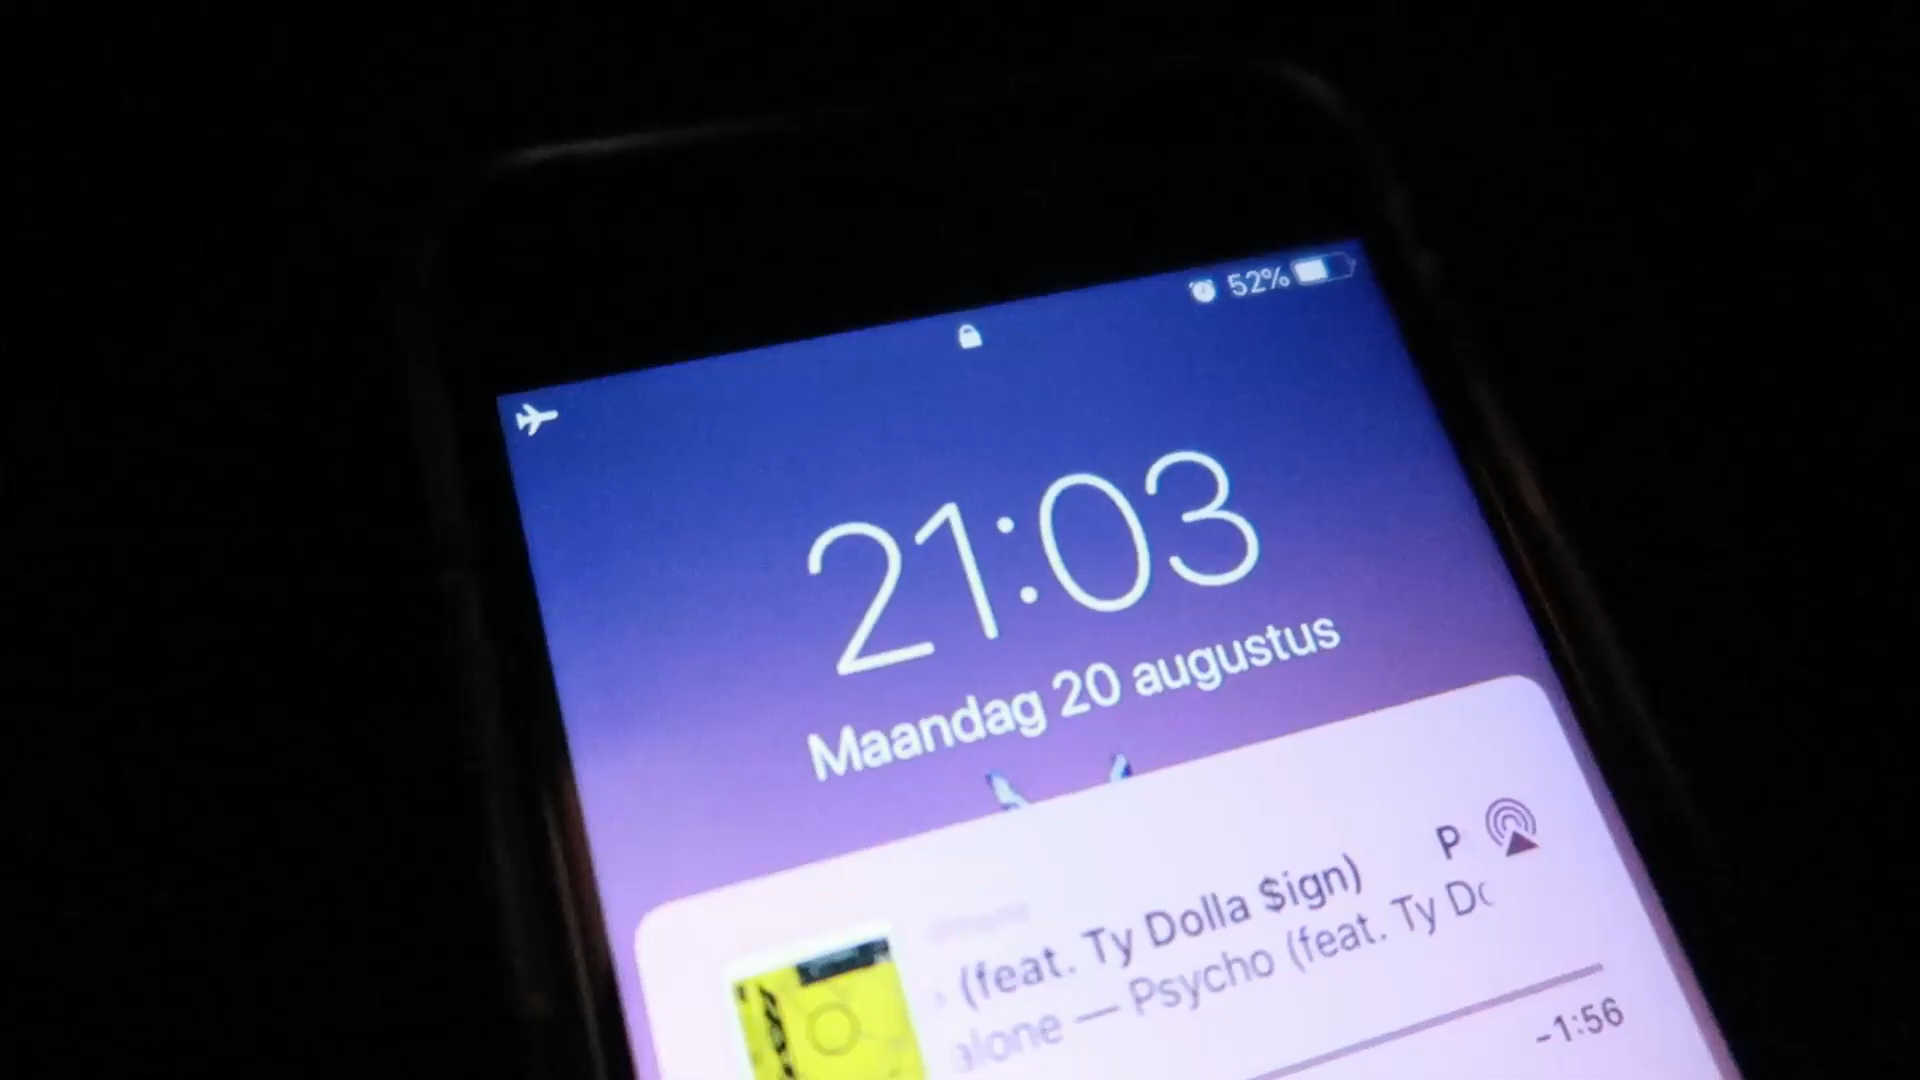 52%
21:03
Maandag 20 augustus
(feat. Ty Dolla $ign) P
alone — Psycho (feat. Ty Do
-1:56